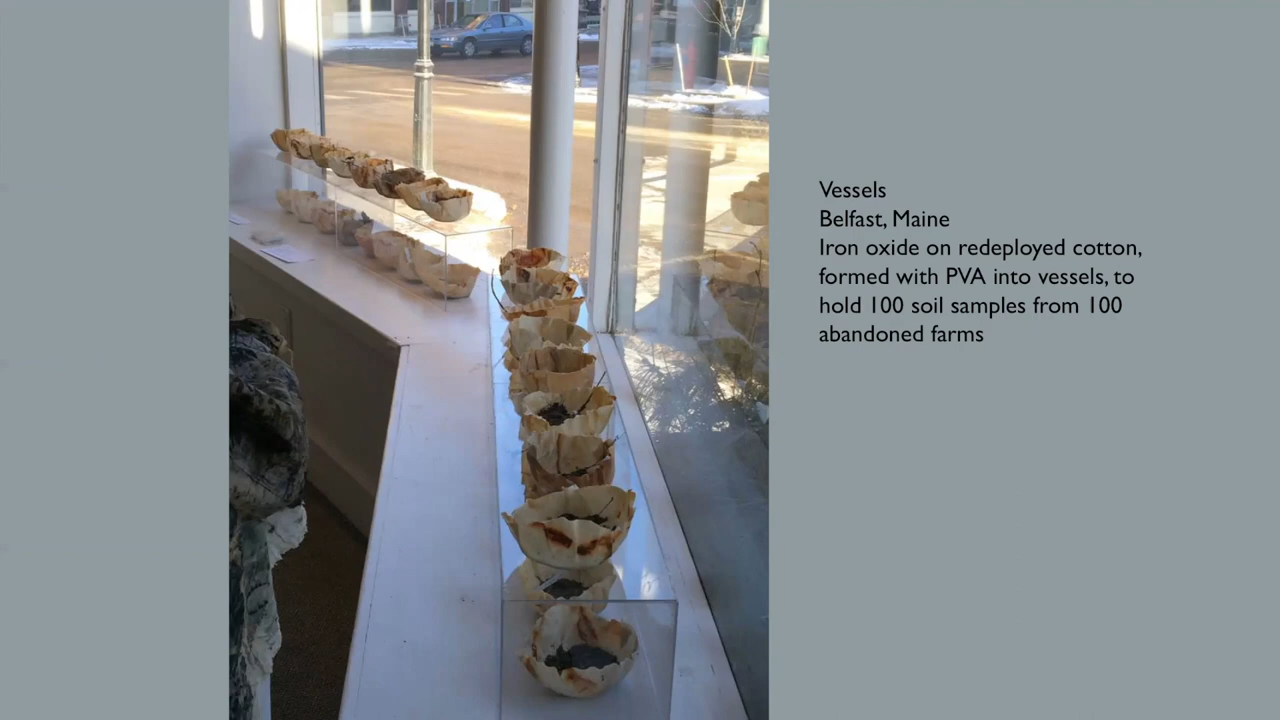 Vessels
Belfast, Maine
Iron oxide on redeployed cotton,
formed with PVA into vessels, to
hold 100 soil samples from 100
abandoned farms